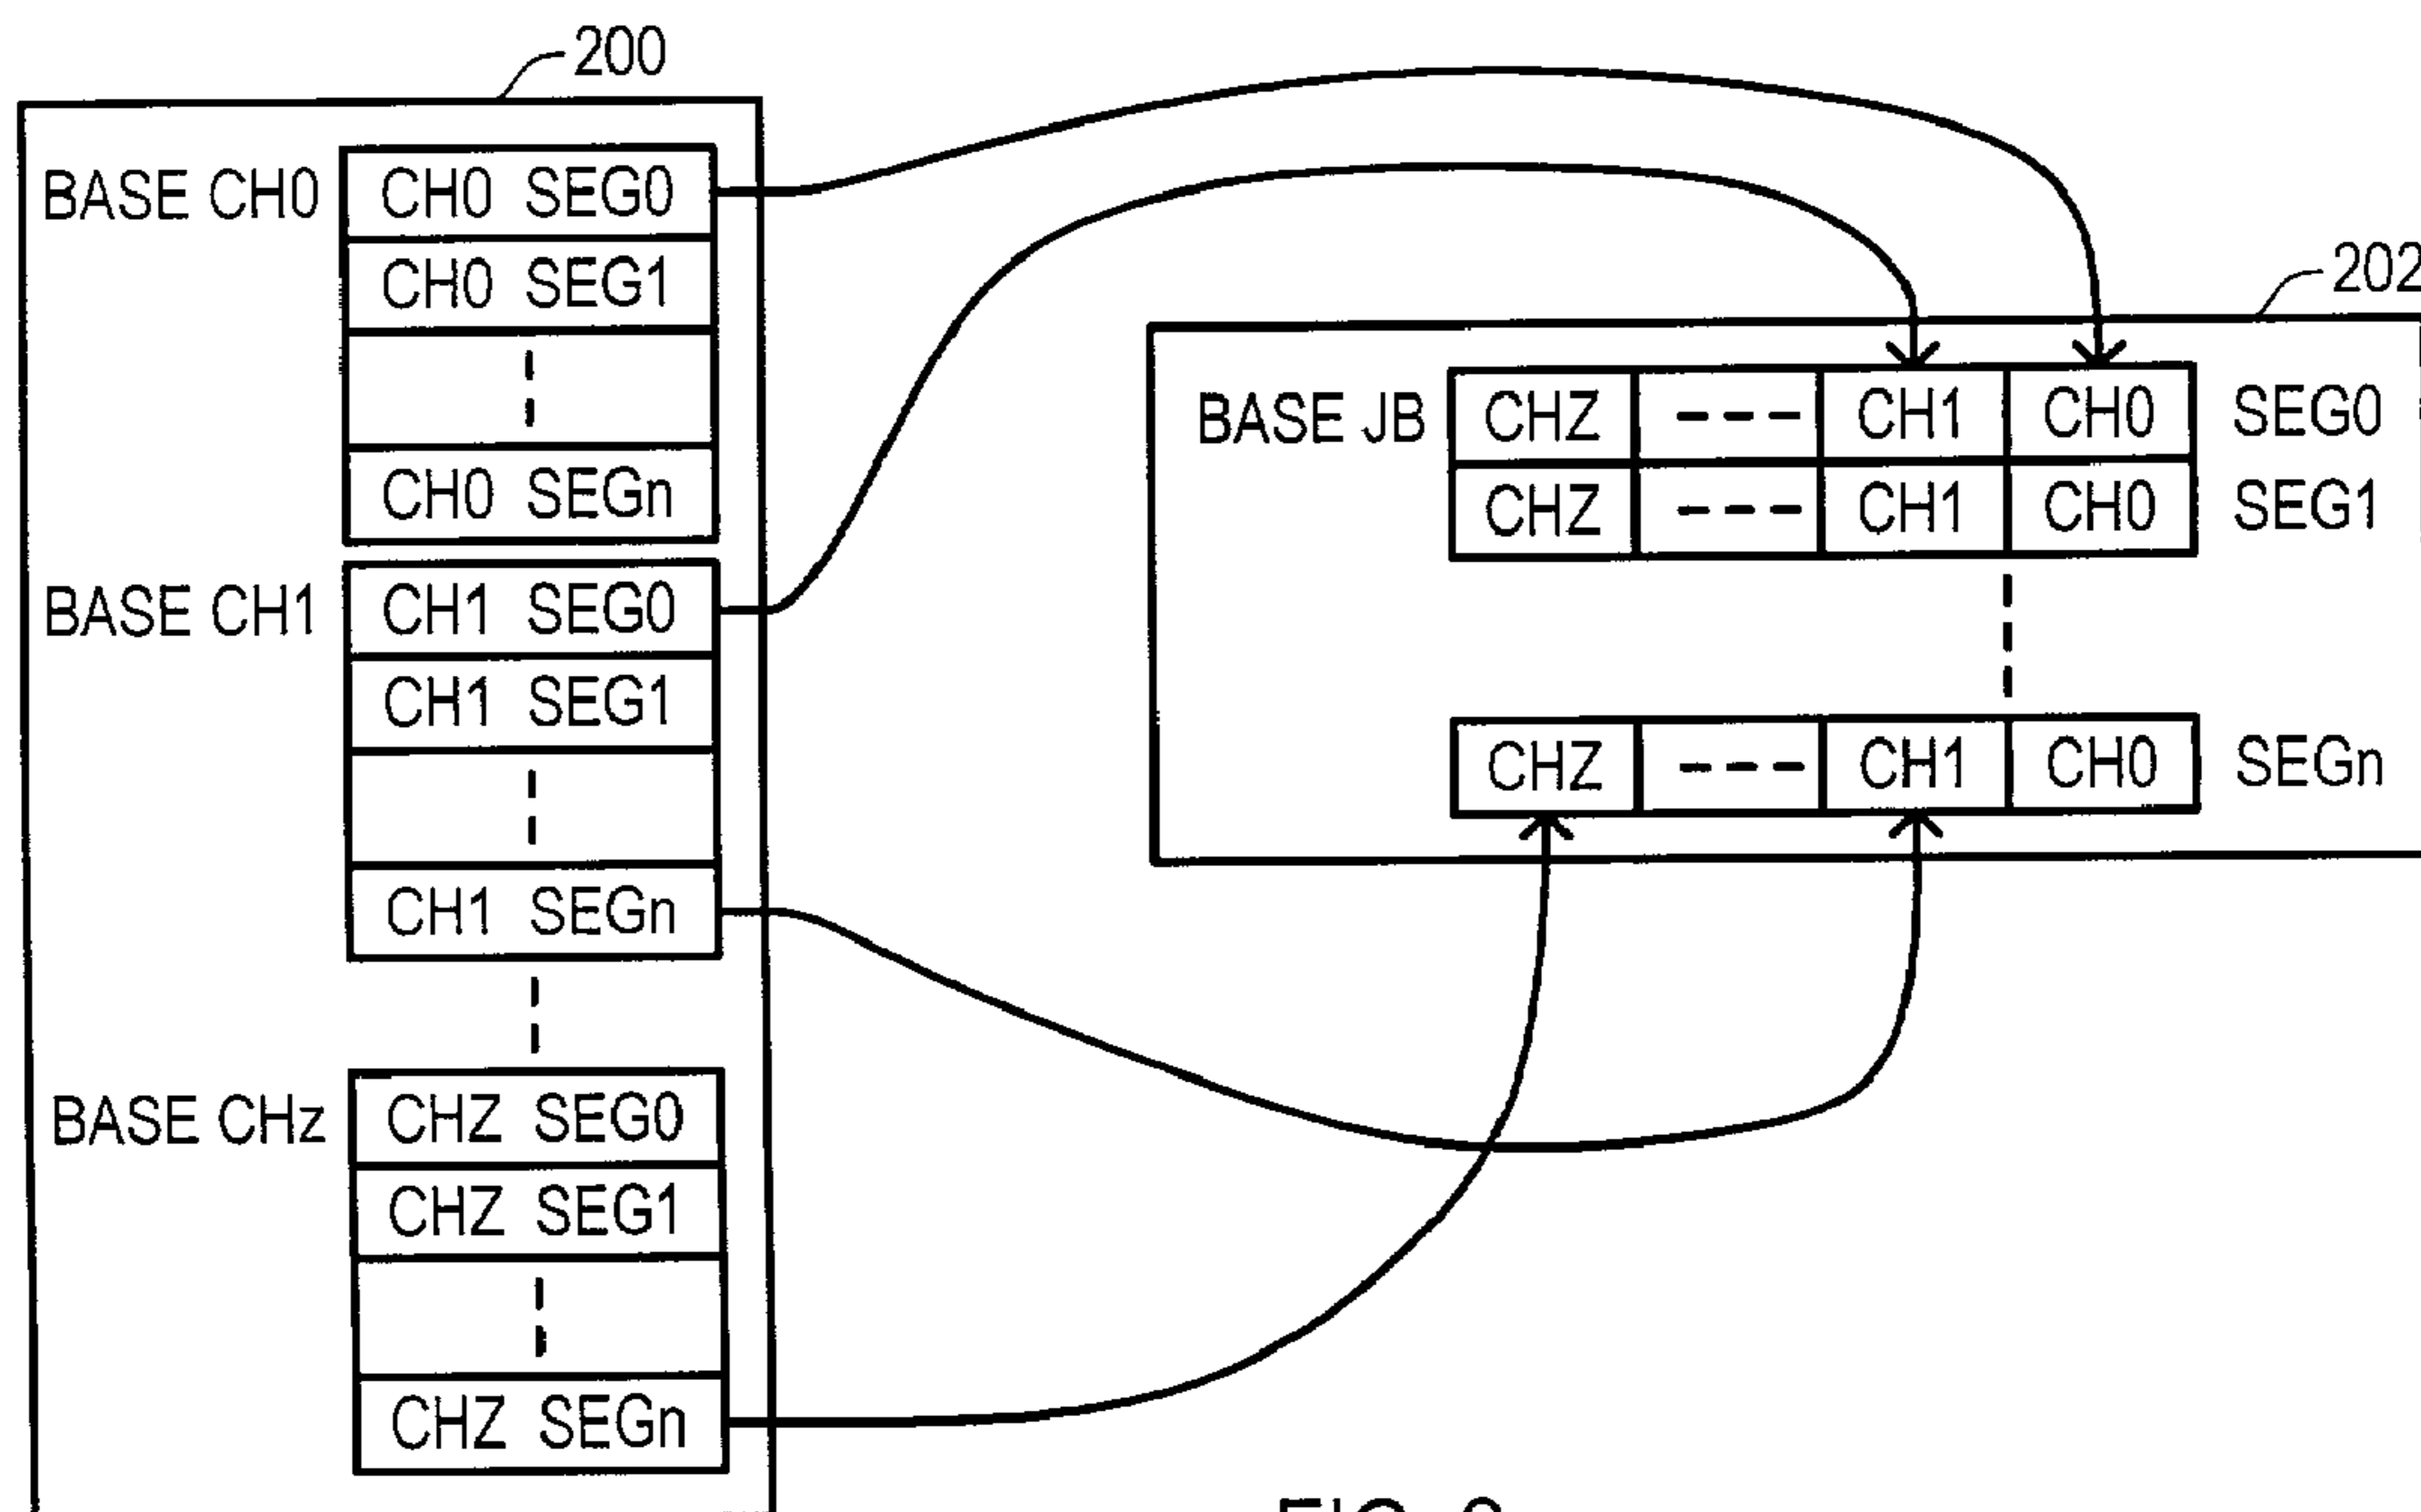 200
BASE CH0
CH0 SEG0
CH0 SEG1
CH0 SEGn
BASE CH1
CH1 SEG0
CH1 SEG1
CH1 SEGn
BASE CHz
CHZ SEG0
CHZ SEG1
CHZ SEGn
202
BASE JB
CHZ --- CH1 CH0 SEG0
CHZ --- CH1 CH0 SEG1
CHZ --- CH1 CH0 SEGn